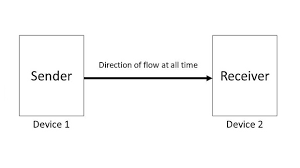 Direction of flow at all time
Sender
Receiver
Device 1
Device 2